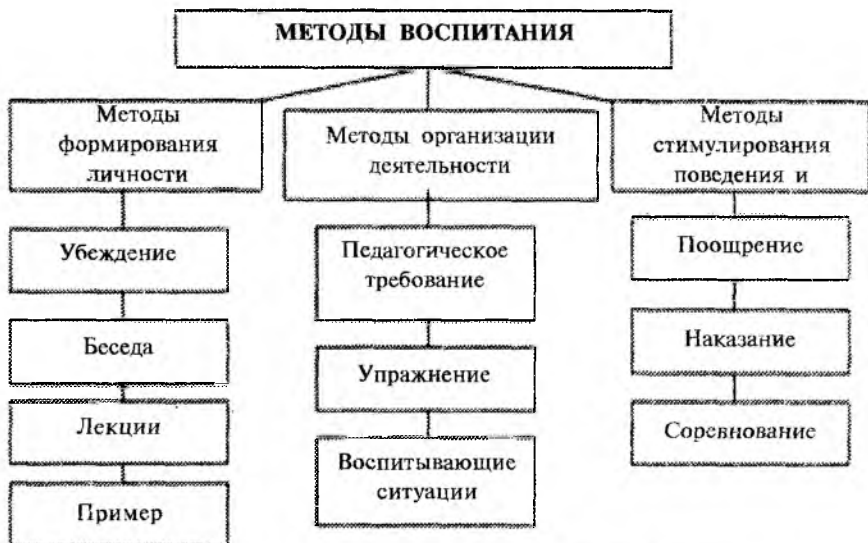 МЕТОДЫ ВОСПИТАНИЯ
Методы
формирования
личности
Убеждение
Беседа
Лекции
Пример
Методы организации
деятельности
Педагогическое
требование
Упражнение
Воспитывающие
ситуации
Методы
стимулирования
поведения и
Поощрение
Наказание
Соревнование